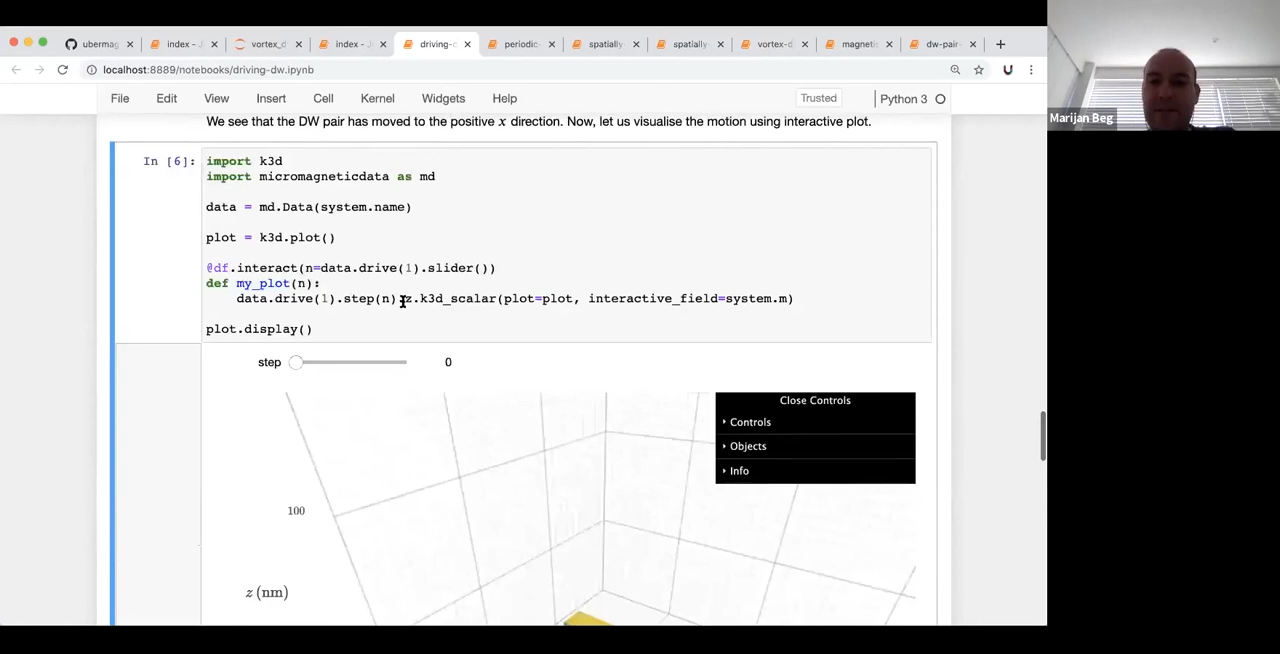 ubermag
index - J
vortex_d
index - J
driving-d
periodic-
spatially-
spatially
vortex-d
magnetis
dw-pair-
localhost:8889/notebooks/driving-dw.ipynb
File Edit View Insert Cell Kernel Widgets Help Trusted Python 3
We see that the DW pair has moved to the positive x direction. Now, let us visualise the motion using interactive plot.
In [6]: import k3d
import micromagneticdata as md
data = md.Data(system.name)
plot = k3d.plot()
@df.interact(n=data.drive(1).slider())
def my_plot(n):
data.drive(1).step(n).z.k3d_scalar(plot=plot, interactive_field=system.m)
plot.display()
step 0
Close Controls
Controls
Objects
Info
100
z (nm)
Marijan Beg